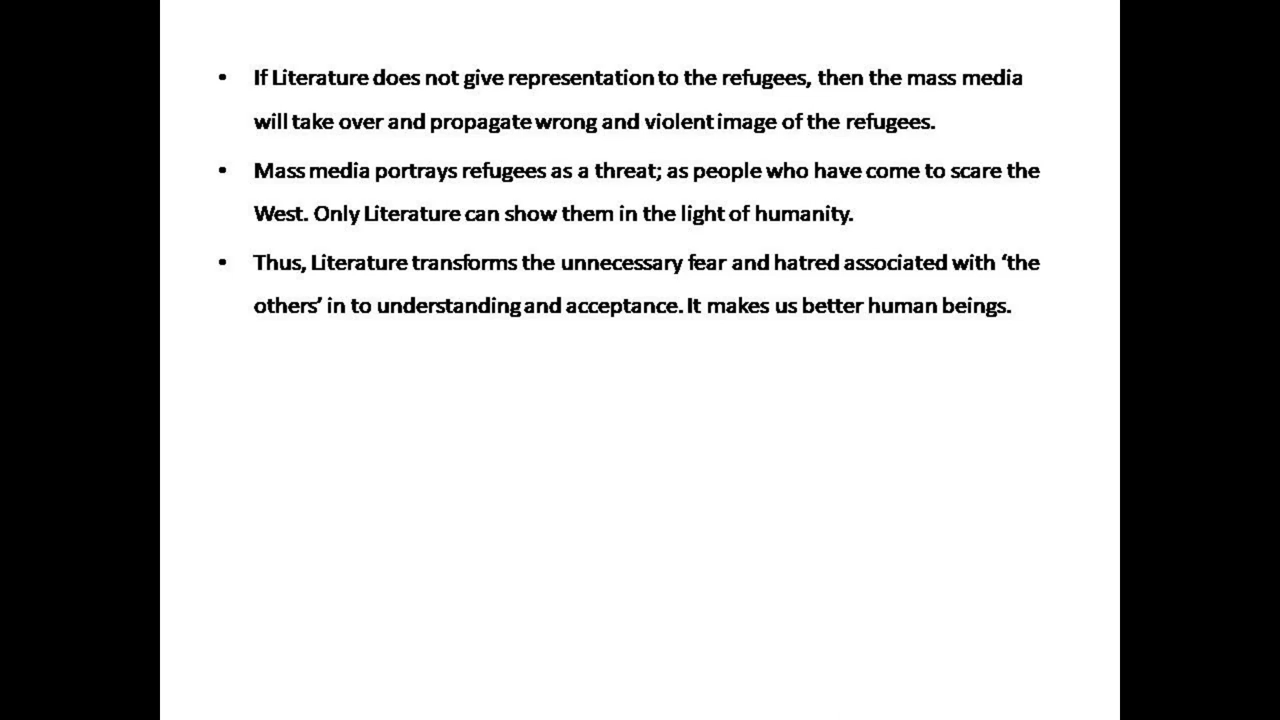 • If Literature does not give representation to the refugees, then the mass media
will take over and propagate wrong and violent image of the refugees.
• Mass media portrays refugees as a threat; as people who have come to scare the
West. Only Literature can show them in the light of humanity.
• Thus, Literature transforms the unnecessary fear and hatred associated with ‘the
others’ in to understanding and acceptance. It makes us better human beings.